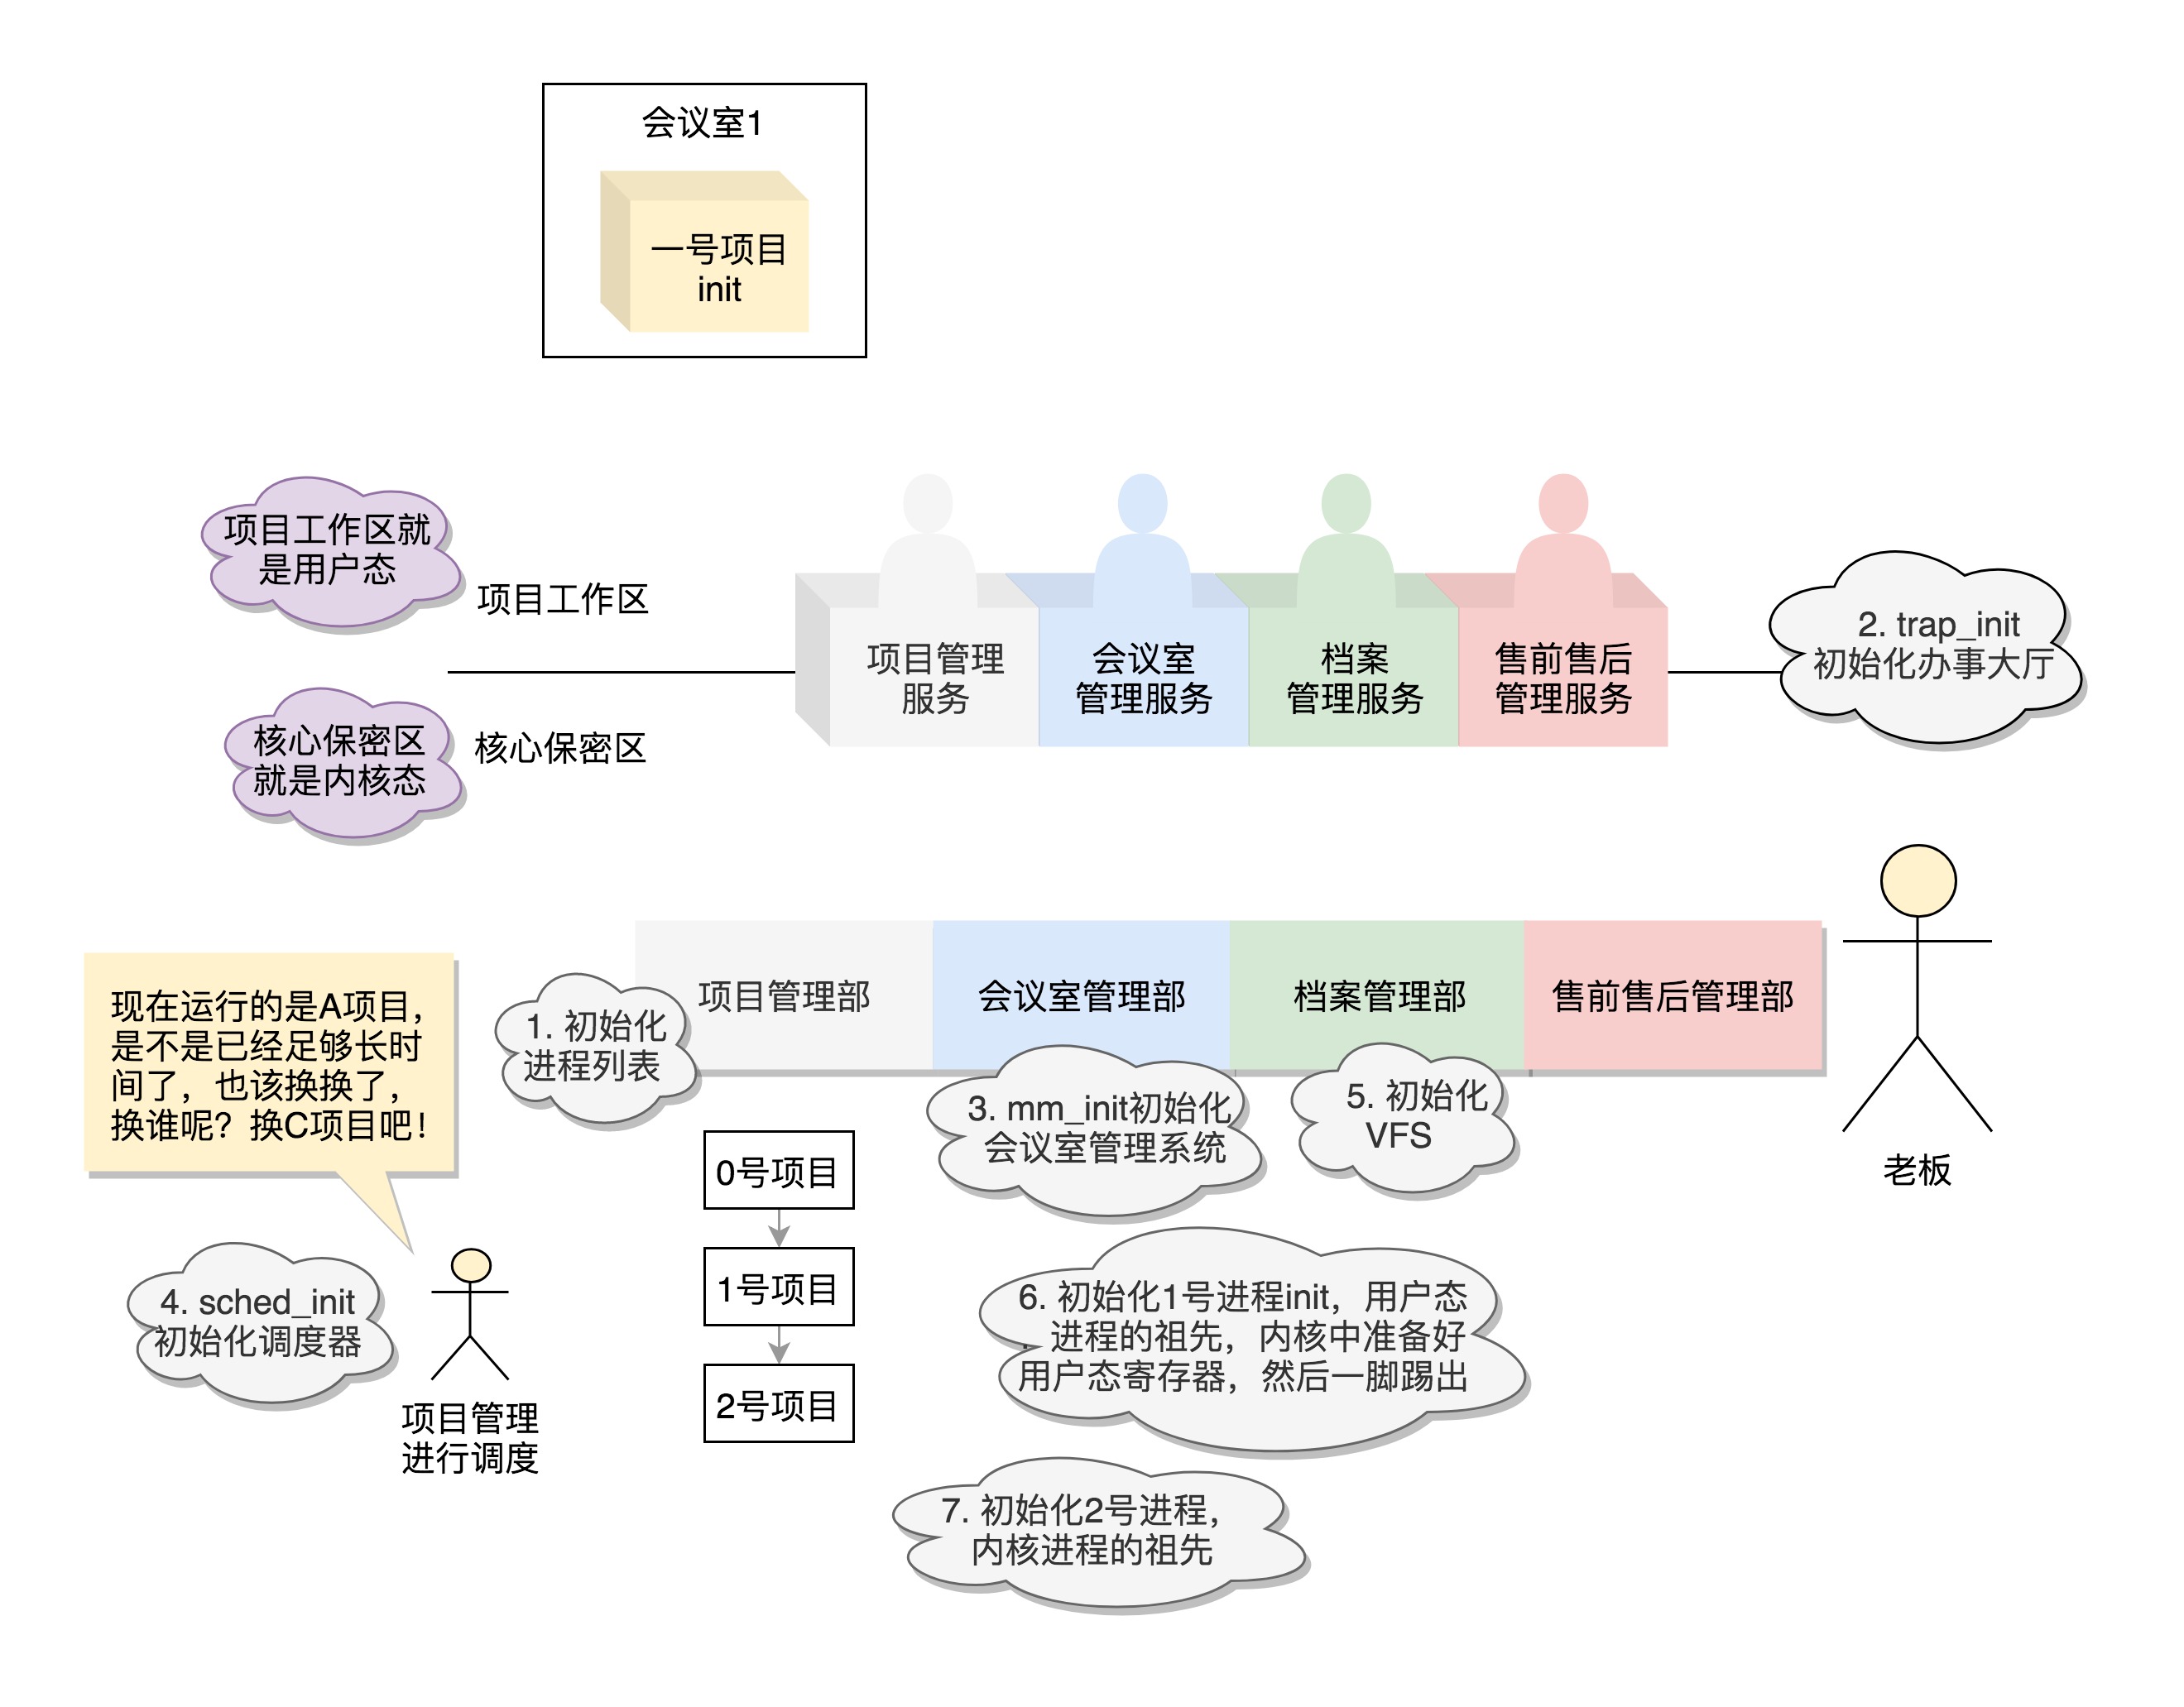 会议室1
一号项目
init
项目工作区就
是用户态
项目工作区
核心保密区
就是内核态
核心保密区
项目管理
服务
会议室
管理服务
档案
管理服务
售前售后
管理服务
2. trap_init
初始化办事大厅
项目管理部
会议室管理部
档案管理部
售前售后管理部
老板
现在运行的是A项目，
是不是已经足够长时
间了，也该换换了，
换谁呢？换C项目吧！
1. 初始化
进程列表
3. mm_init初始化
会议室管理系统
5. 初始化
VFS
0号项目
1号项目
2号项目
4. sched_init
初始化调度器
项目管理
进行调度
6. 初始化1号进程init，用户态
进程的祖先，内核中准备好
用户态寄存器，然后一脚踢出
7. 初始化2号进程，
内核进程的祖先